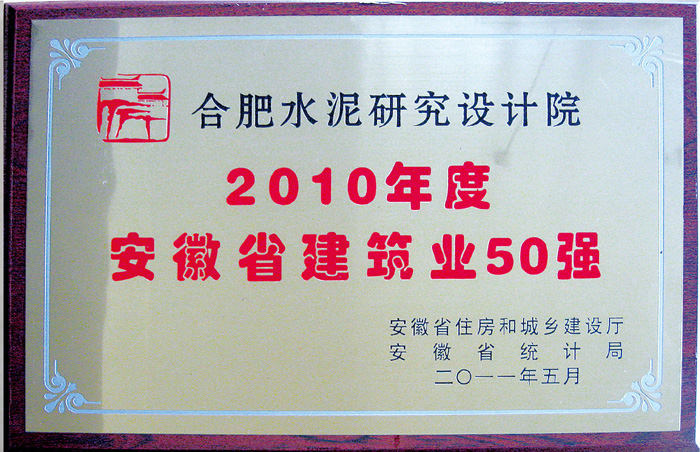 合肥水泥研究设计院
2010年度
安徽省建筑业50强
安徽省住房和城乡建设厅
安徽省统计局
二〇一一年五月